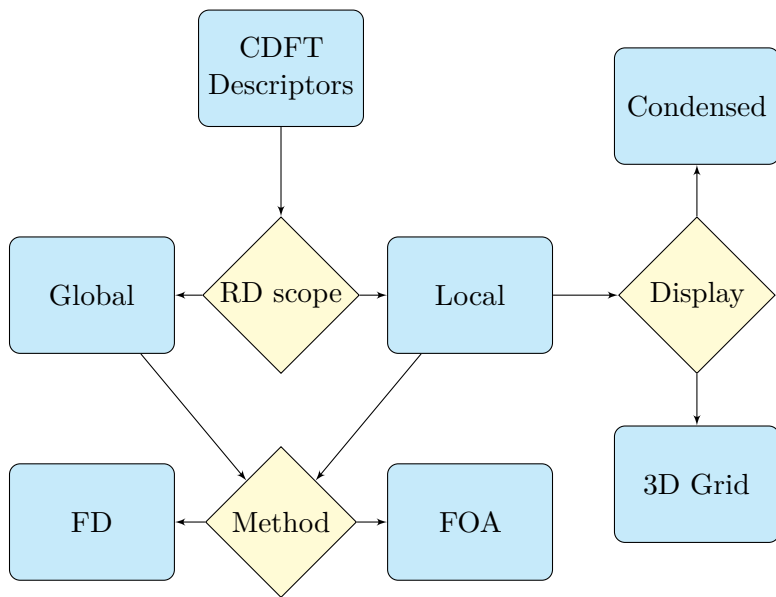 CDFT
Descriptors
Condensed
Global
RD scope
Local
Display
3D Grid
FD
Method
FOA